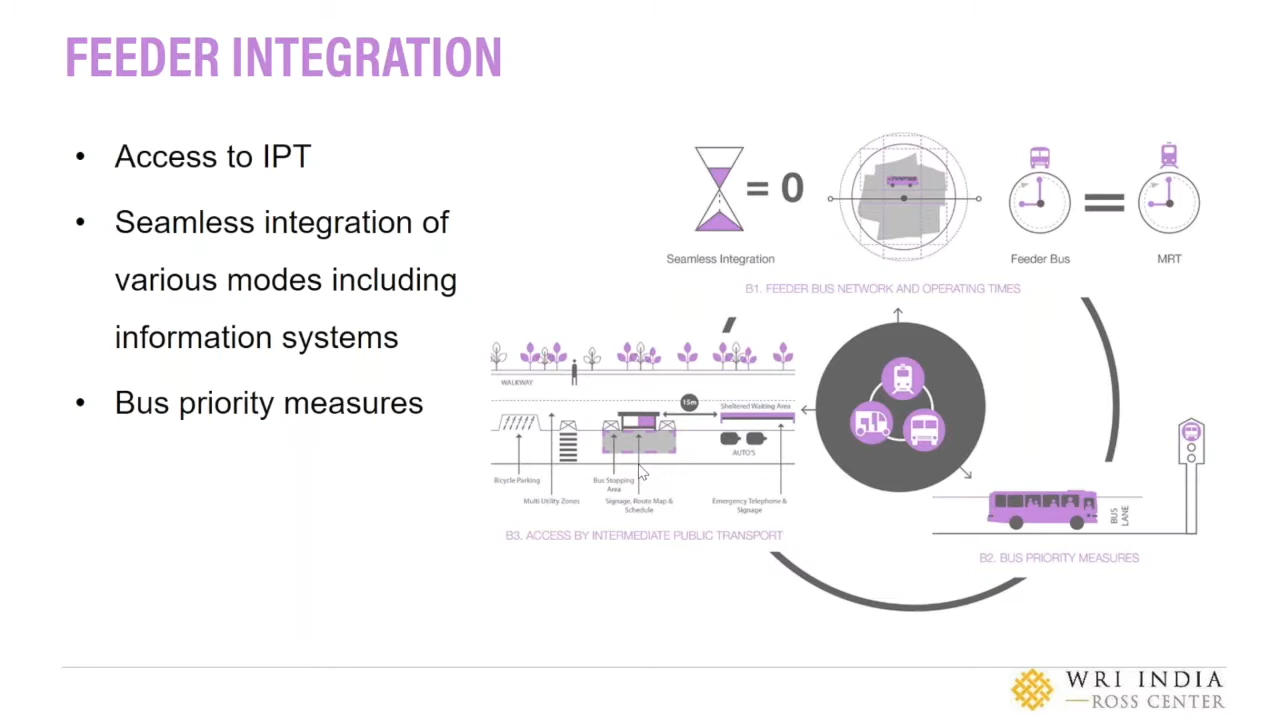 FEEDER INTEGRATION
• Access to IPT
• Seamless integration of
various modes including
information systems
• Bus priority measures
= 0
Seamless Integration
Feeder Bus
MRT
B1. FEEDER BUS NETWORK AND OPERATING TIMES
WALKWAY
15m
Sheltered Waiting Area
AUTO'S
Bicycle Parking
Multi Utility Zones
Bus Stopping
Area
Signage, Route Map &
Schedule
Emergency Telephone &
Signage
B3. ACCESS BY INTERMEDIATE PUBLIC TRANSPORT
BUS
LANE
B2. BUS PRIORITY MEASURES
WRI INDIA
ROSS CENTER